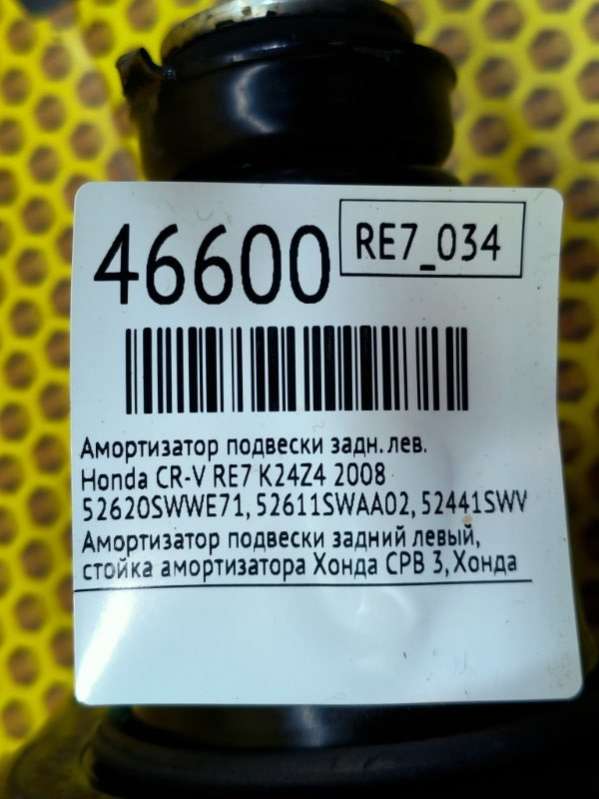 46600
RE7_034
Амортизатор подвески задн. лев.
Honda CR-V RE7 K24Z4 2008
52620SWWE71, 52611SWAA02, 52441SWV
Амортизатор подвески задний левый,
стойка амортизатора Хонда СРВ 3, Хонда